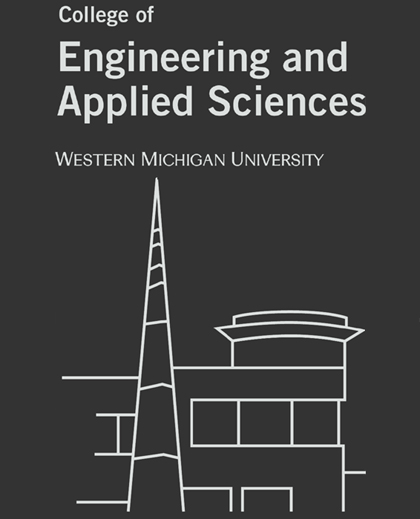 College of
Engineering and
Applied Sciences
WESTERN MICHIGAN UNIVERSITY